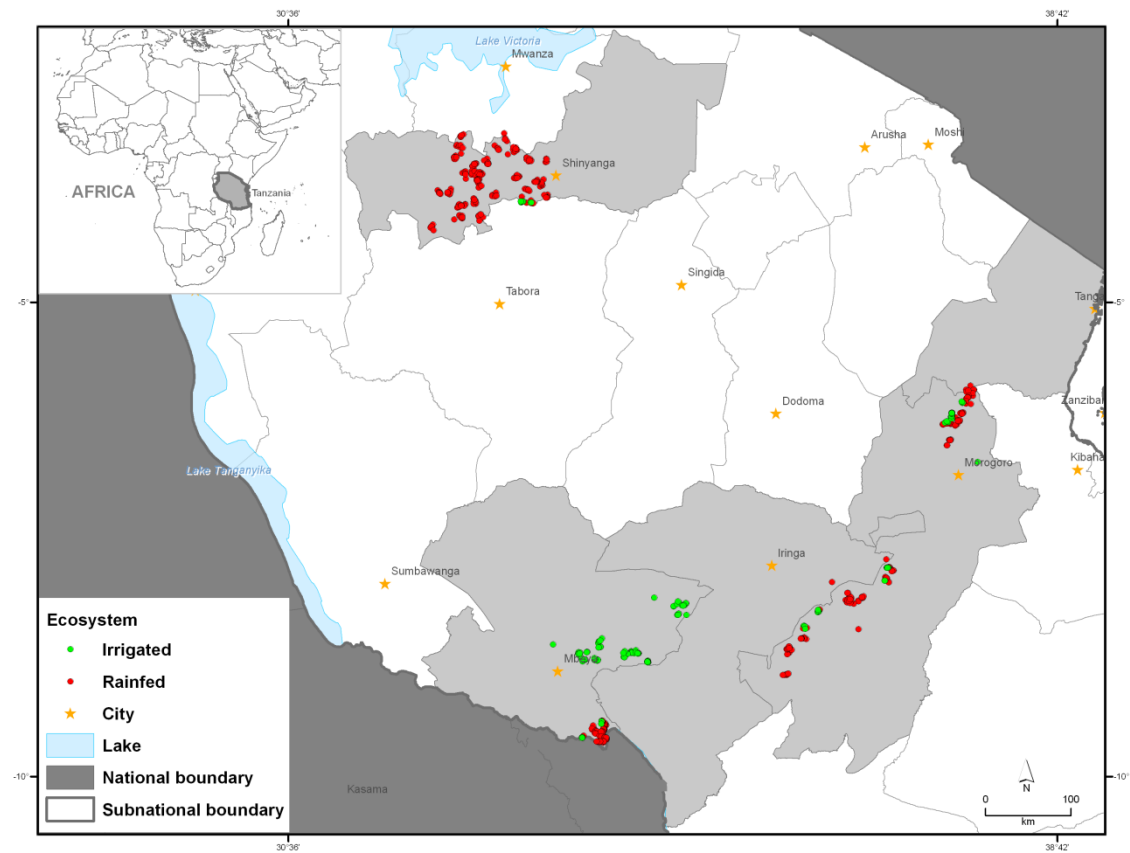 30°36'
38°42'
Lake Victoria
Mwanza
Arusha
Moshi
Shinyanga
AFRICA
Tanzania
Singida
Tabora
-5°
-5°
Tanga
Dodoma
Zanzibar
Kibaha
Morogoro
Lake Tanganyika
Iringa
Sumbawanga
Mbeya
Kasama
Ecosystem
Irrigated
Rainfed
City
Lake
National boundary
Subnational boundary
N
0 100
km
-10°
-10°
30°36'
38°42'